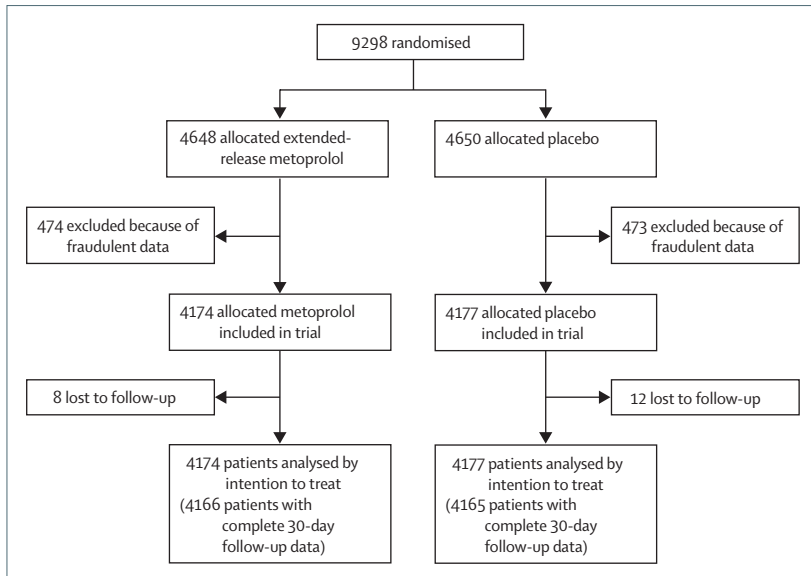 9298 randomised
4648 allocated extended-
release metoprolol
4650 allocated placebo
474 excluded because of
fraudulent data
473 excluded because of
fraudulent data
4174 allocated metoprolol
included in trial
4177 allocated placebo
included in trial
8 lost to follow-up
12 lost to follow-up
4174 patients analysed by
intention to treat
(4166 patients with
complete 30-day
follow-up data)
4177 patients analysed by
intention to treat
(4165 patients with
complete 30-day
follow-up data)